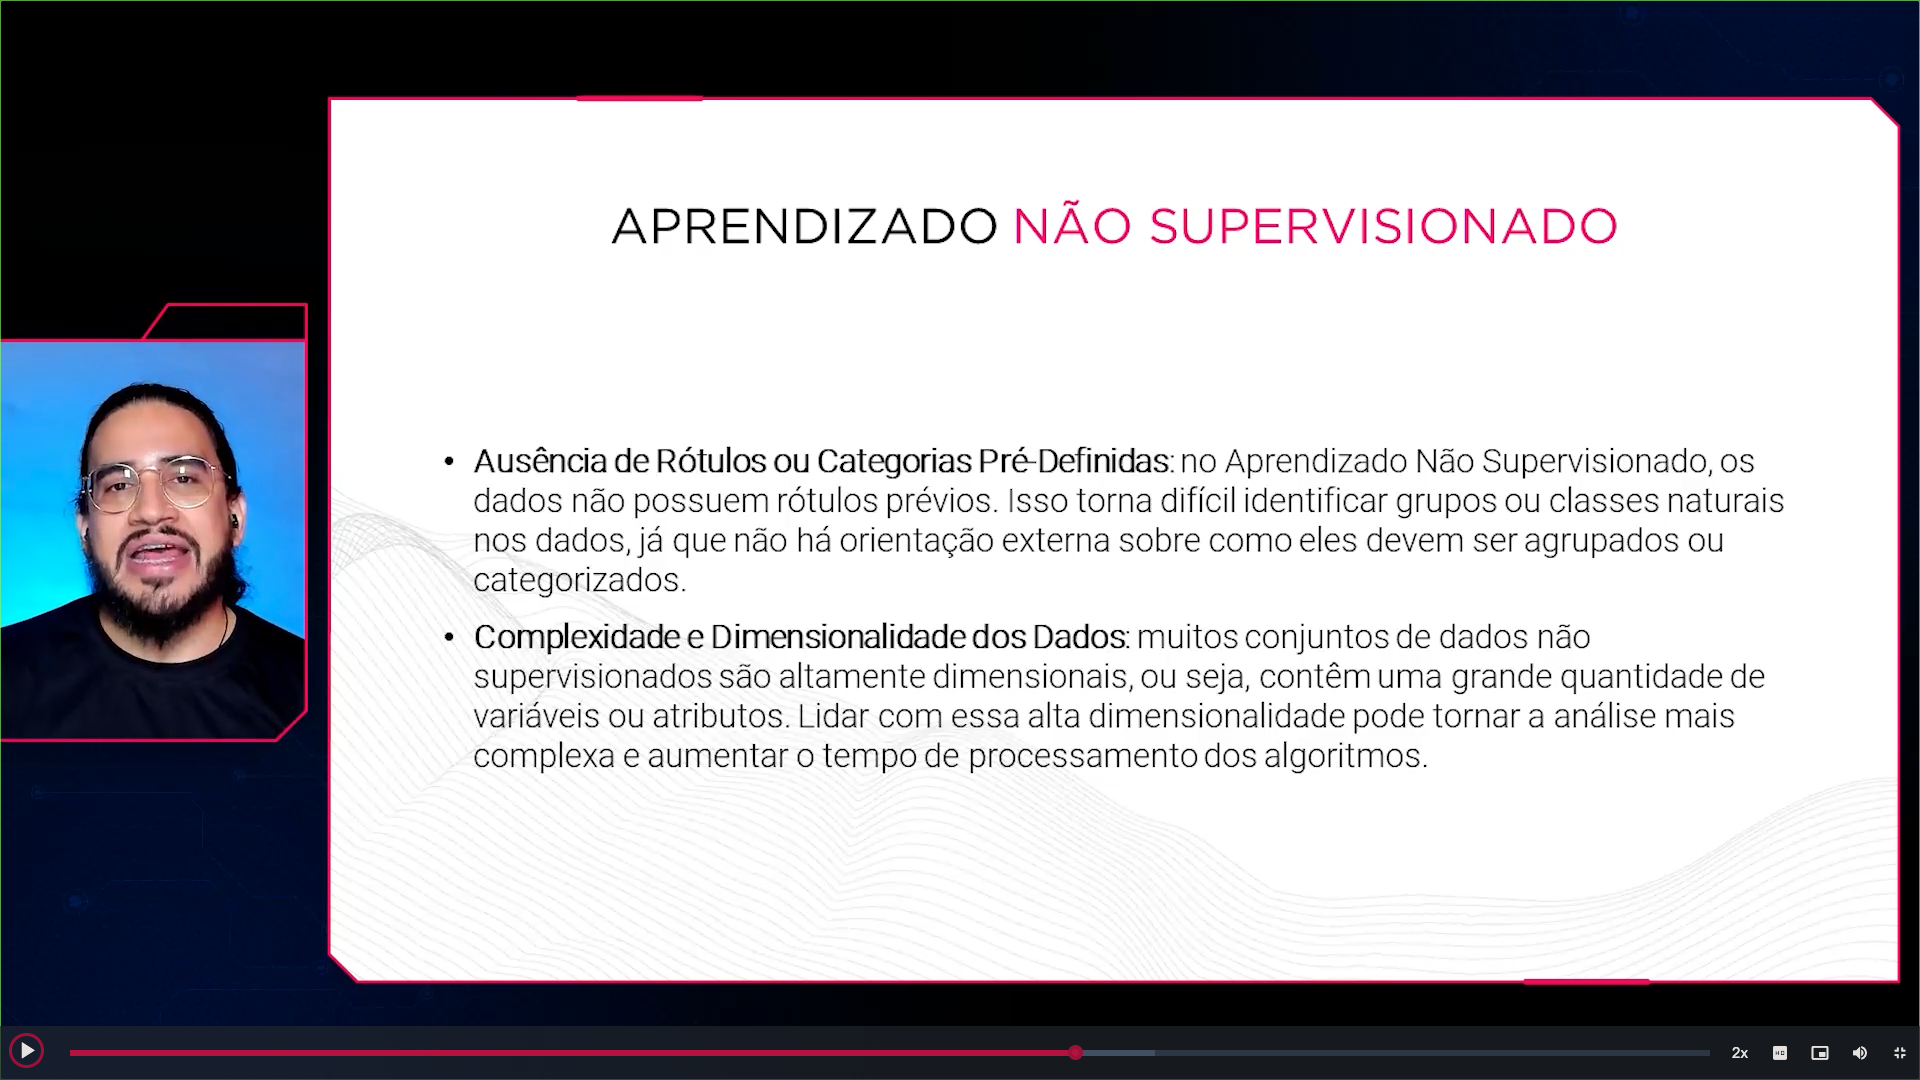 APRENDIZADO NÃO SUPERVISIONADO
• Ausência de Rótulos ou Categorias Pré-Definidas: no Aprendizado Não Supervisionado, os
dados não possuem rótulos prévios. Isso torna difícil identificar grupos ou classes naturais
nos dados, já que não há orientação externa sobre como eles devem ser agrupados ou
categorizados.
• Complexidade e Dimensionalidade dos Dados: muitos conjuntos de dados não
supervisionados são altamente dimensionais, ou seja, contêm uma grande quantidade de
variáveis ou atributos. Lidar com essa alta dimensionalidade pode tornar a análise mais
complexa e aumentar o tempo de processamento dos algoritmos.
2x HD